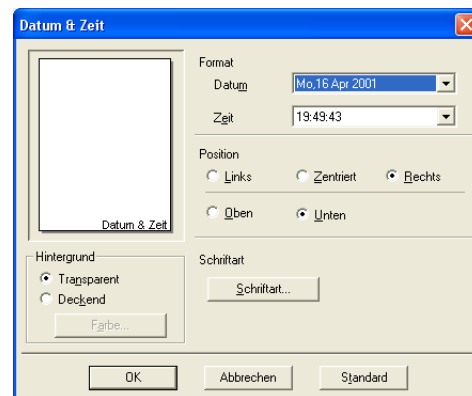 Datum & Zeit
Format
Datum Mo,16 Apr 2001
Zeit 19:49:43
Position
Links Zentriert Rechts
Oben Unten
Datum & Zeit
Hintergrund
Transparent
Deckend
Farbe...
Schriftart
Schriftart...
OK Abbrechen Standard